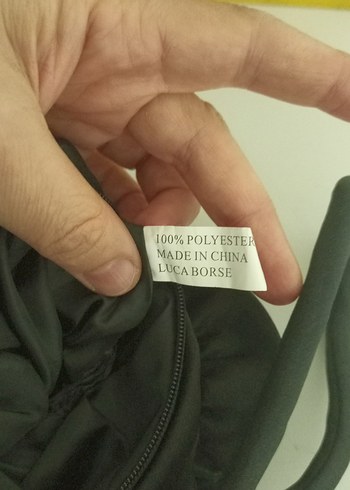 100% POLYESTER
MADE IN CHINA
LUCA BORSE